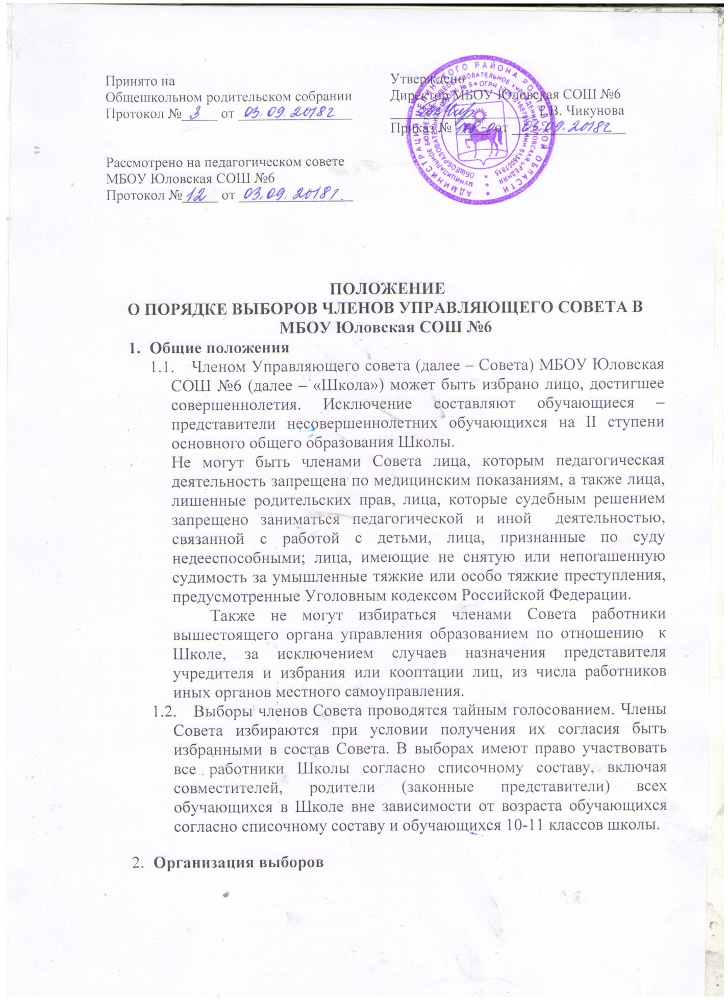 Принято на
Общешкольном родительском собрании
Протокол № 3 от 03.09.2018г
Утверждено
Директор МБОУ Юловская СОШ №6
Г.В. Чикунова
Приказ № 178-О от 03.09.2018г
Рассмотрено на педагогическом совете
МБОУ Юловская СОШ №6
Протокол № 12 от 03.09.2018г.
ПОЛОЖЕНИЕ
О ПОРЯДКЕ ВЫБОРОВ ЧЛЕНОВ УПРАВЛЯЮЩЕГО СОВЕТА В
МБОУ Юловская СОШ №6
1. Общие положения
1.1. Членом Управляющего совета (далее – Совета) МБОУ Юловская
СОШ №6 (далее – «Школа») может быть избрано лицо, достигшее
совершеннолетия. Исключение составляют обучающиеся –
представители несовершеннолетних обучающихся на II ступени
основного общего образования Школы.
Не могут быть членами Совета лица, которым педагогическая
деятельность запрещена по медицинским показаниям, а также лица,
лишенные родительских прав, лица, которые судебным решением
запрещено заниматься педагогической и иной деятельностью,
связанной с работой с детьми, лица, признанные по суду
недееспособными; лица, имеющие не снятую или непогашенную
судимость за умышленные тяжкие или особо тяжкие преступления,
предусмотренные Уголовным кодексом Российской Федерации.
Также не могут избираться членами Совета работники
вышестоящего органа управления образованием по отношению к
Школе, за исключением случаев назначения представителя
учредителя и избрания или кооптации лиц, из числа работников
иных органов местного самоуправления.
1.2. Выборы членов Совета проводятся тайным голосованием. Члены
Совета избираются при условии получения их согласия быть
избранными в состав Совета. В выборах имеют право участвовать
все работники Школы согласно списочному составу, включая
совместителей, родители (законные представители) всех
обучающихся в Школе вне зависимости от возраста обучающихся
согласно списочному составу и обучающихся 10-11 классов школы.
2. Организация выборов